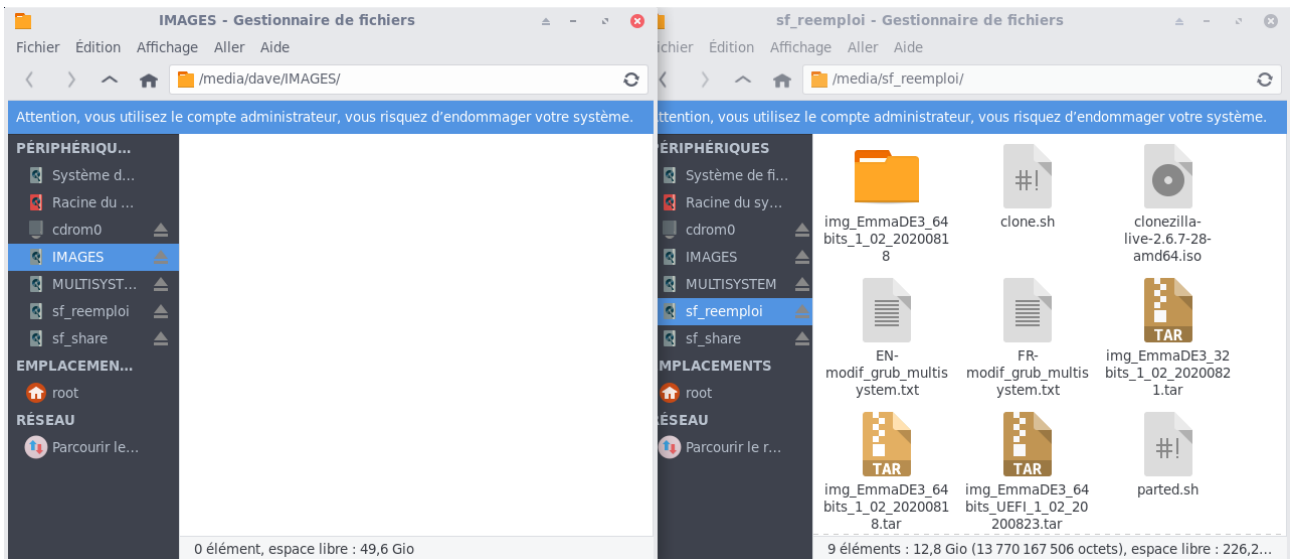 IMAGES - Gestionnaire de fichiers
Fichier Édition Affichage Aller Aide
/media/dave/IMAGES/
Attention, vous utilisez le compte administrateur, vous risquez d'endommager votre système.
PÉRIPHÉRIQU...
Système d...
Racine du ...
cdrom0
IMAGES
MULTISYST...
sf_reemploi
sf_share
EMPLACEMEN...
root
RÉSEAU
Parcourir le...
0 élément, espace libre : 49,6 Gio
sf_reemploi - Gestionnaire de fichiers
ichier Édition Affichage Aller Aide
/media/sf_reemploi/
ttention, vous utilisez le compte administrateur, vous risquez d'endommager votre système.
ÉRIPHÉRIQUES
Système de fi...
Racine du sy...
cdrom0
IMAGES
MULTISYSTEM
sf_reemploi
sf_share
MPLACEMENTS
root
ÉSEAU
Parcourir le r...
img_EmmaDE3_64
bits_1_02_2020081
8
#!
clone.sh
clonezilla-
live-2.6.7-28-
amd64.iso
EN-
modif_grub_multis
ystem.txt
FR-
modif_grub_multis
ystem.txt
TAR
img_EmmaDE3_32
bits_1_02_2020082
1.tar
TAR
img_EmmaDE3_64
bits_1_02_2020081
8.tar
TAR
img_EmmaDE3_64
bits_UEFI_1_02_20
200823.tar
#!
parted.sh
9 éléments : 12,8 Gio (13 770 167 506 octets), espace libre : 226,2...